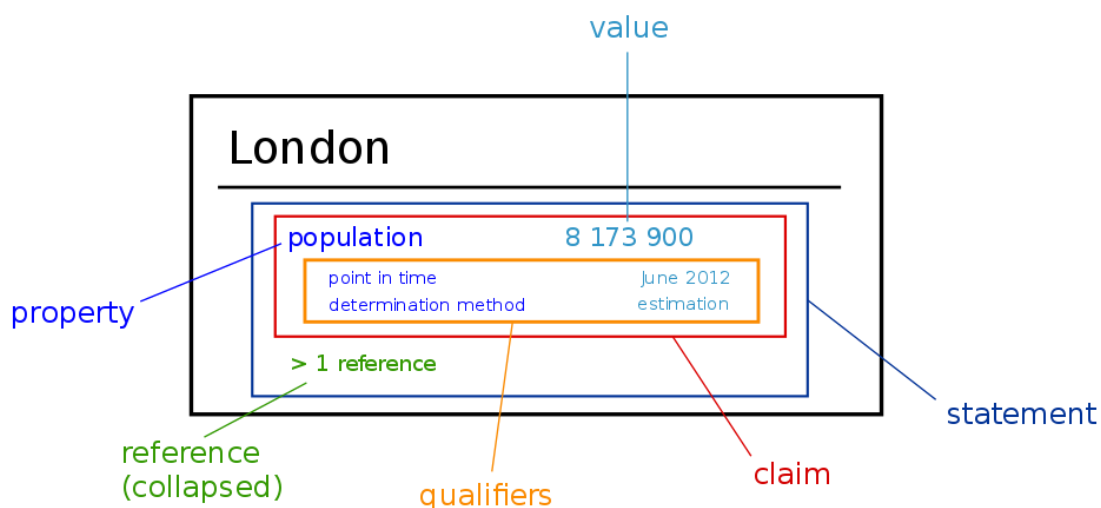 value
London
population 8 173 900
point in time June 2012
determination method estimation
property
> 1 reference
statement
reference
(collapsed)
claim
qualifiers